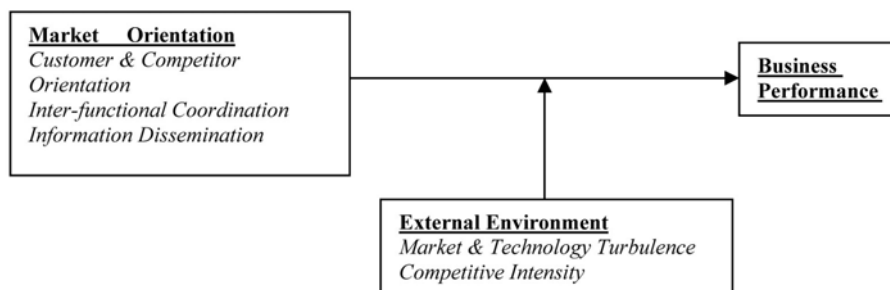 Market Orientation
Customer & Competitor
Orientation
Inter-functional Coordination
Information Dissemination
Business
Performance
External Environment
Market & Technology Turbulence
Competitive Intensity